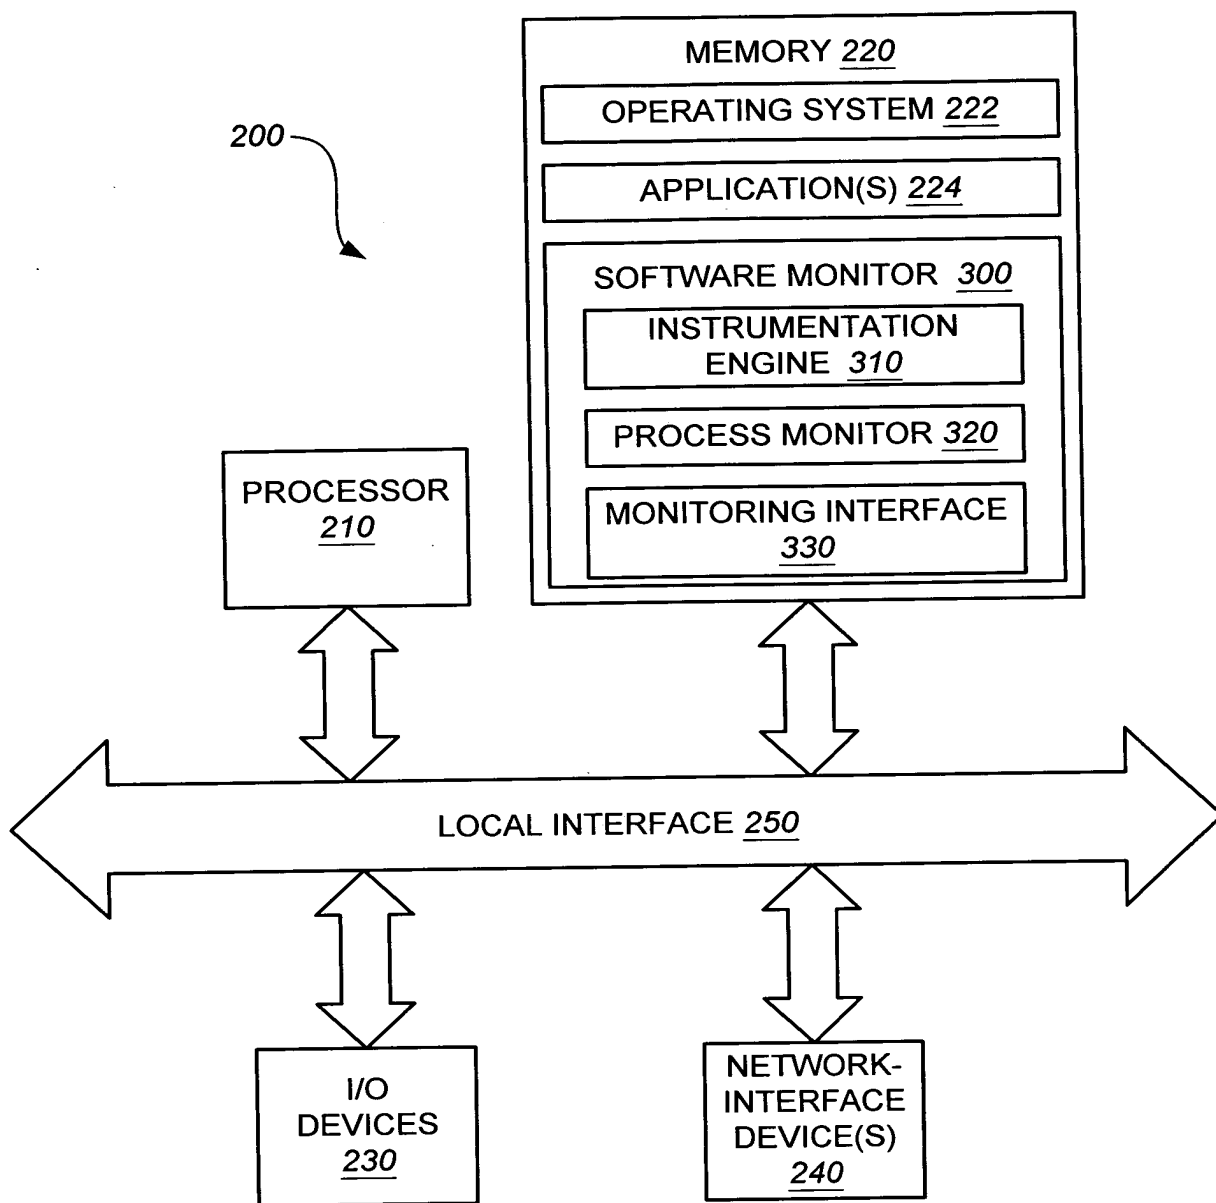 MEMORY 220
OPERATING SYSTEM 222
200
APPLICATION(S) 224
SOFTWARE MONITOR 300
INSTRUMENTATION
ENGINE 310
PROCESS MONITOR 320
MONITORING INTERFACE
330
PROCESSOR
210
LOCAL INTERFACE 250
I/O
DEVICES
230
NETWORK-
INTERFACE
DEVICE(S)
240